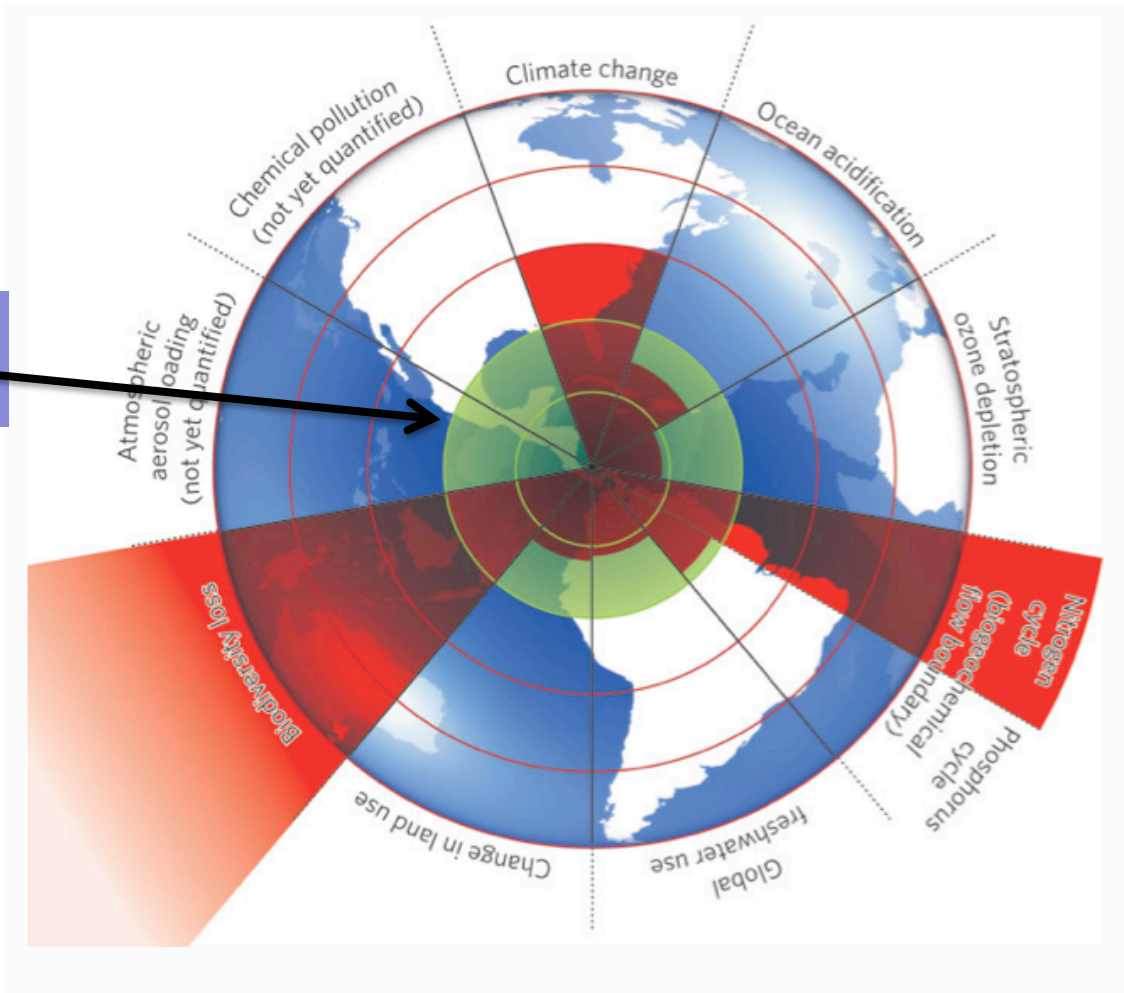 Climate change
Ocean acidification
Stratospheric
ozone depletion
Nitrogen
cycle
(biogeochemical
flow boundary)
Phosphorus
cycle
Global
freshwater use
Change in land use
Biodiversity loss
Atmospheric
aerosol loading
(not yet quantified)
Chemical pollution
(not yet quantified)